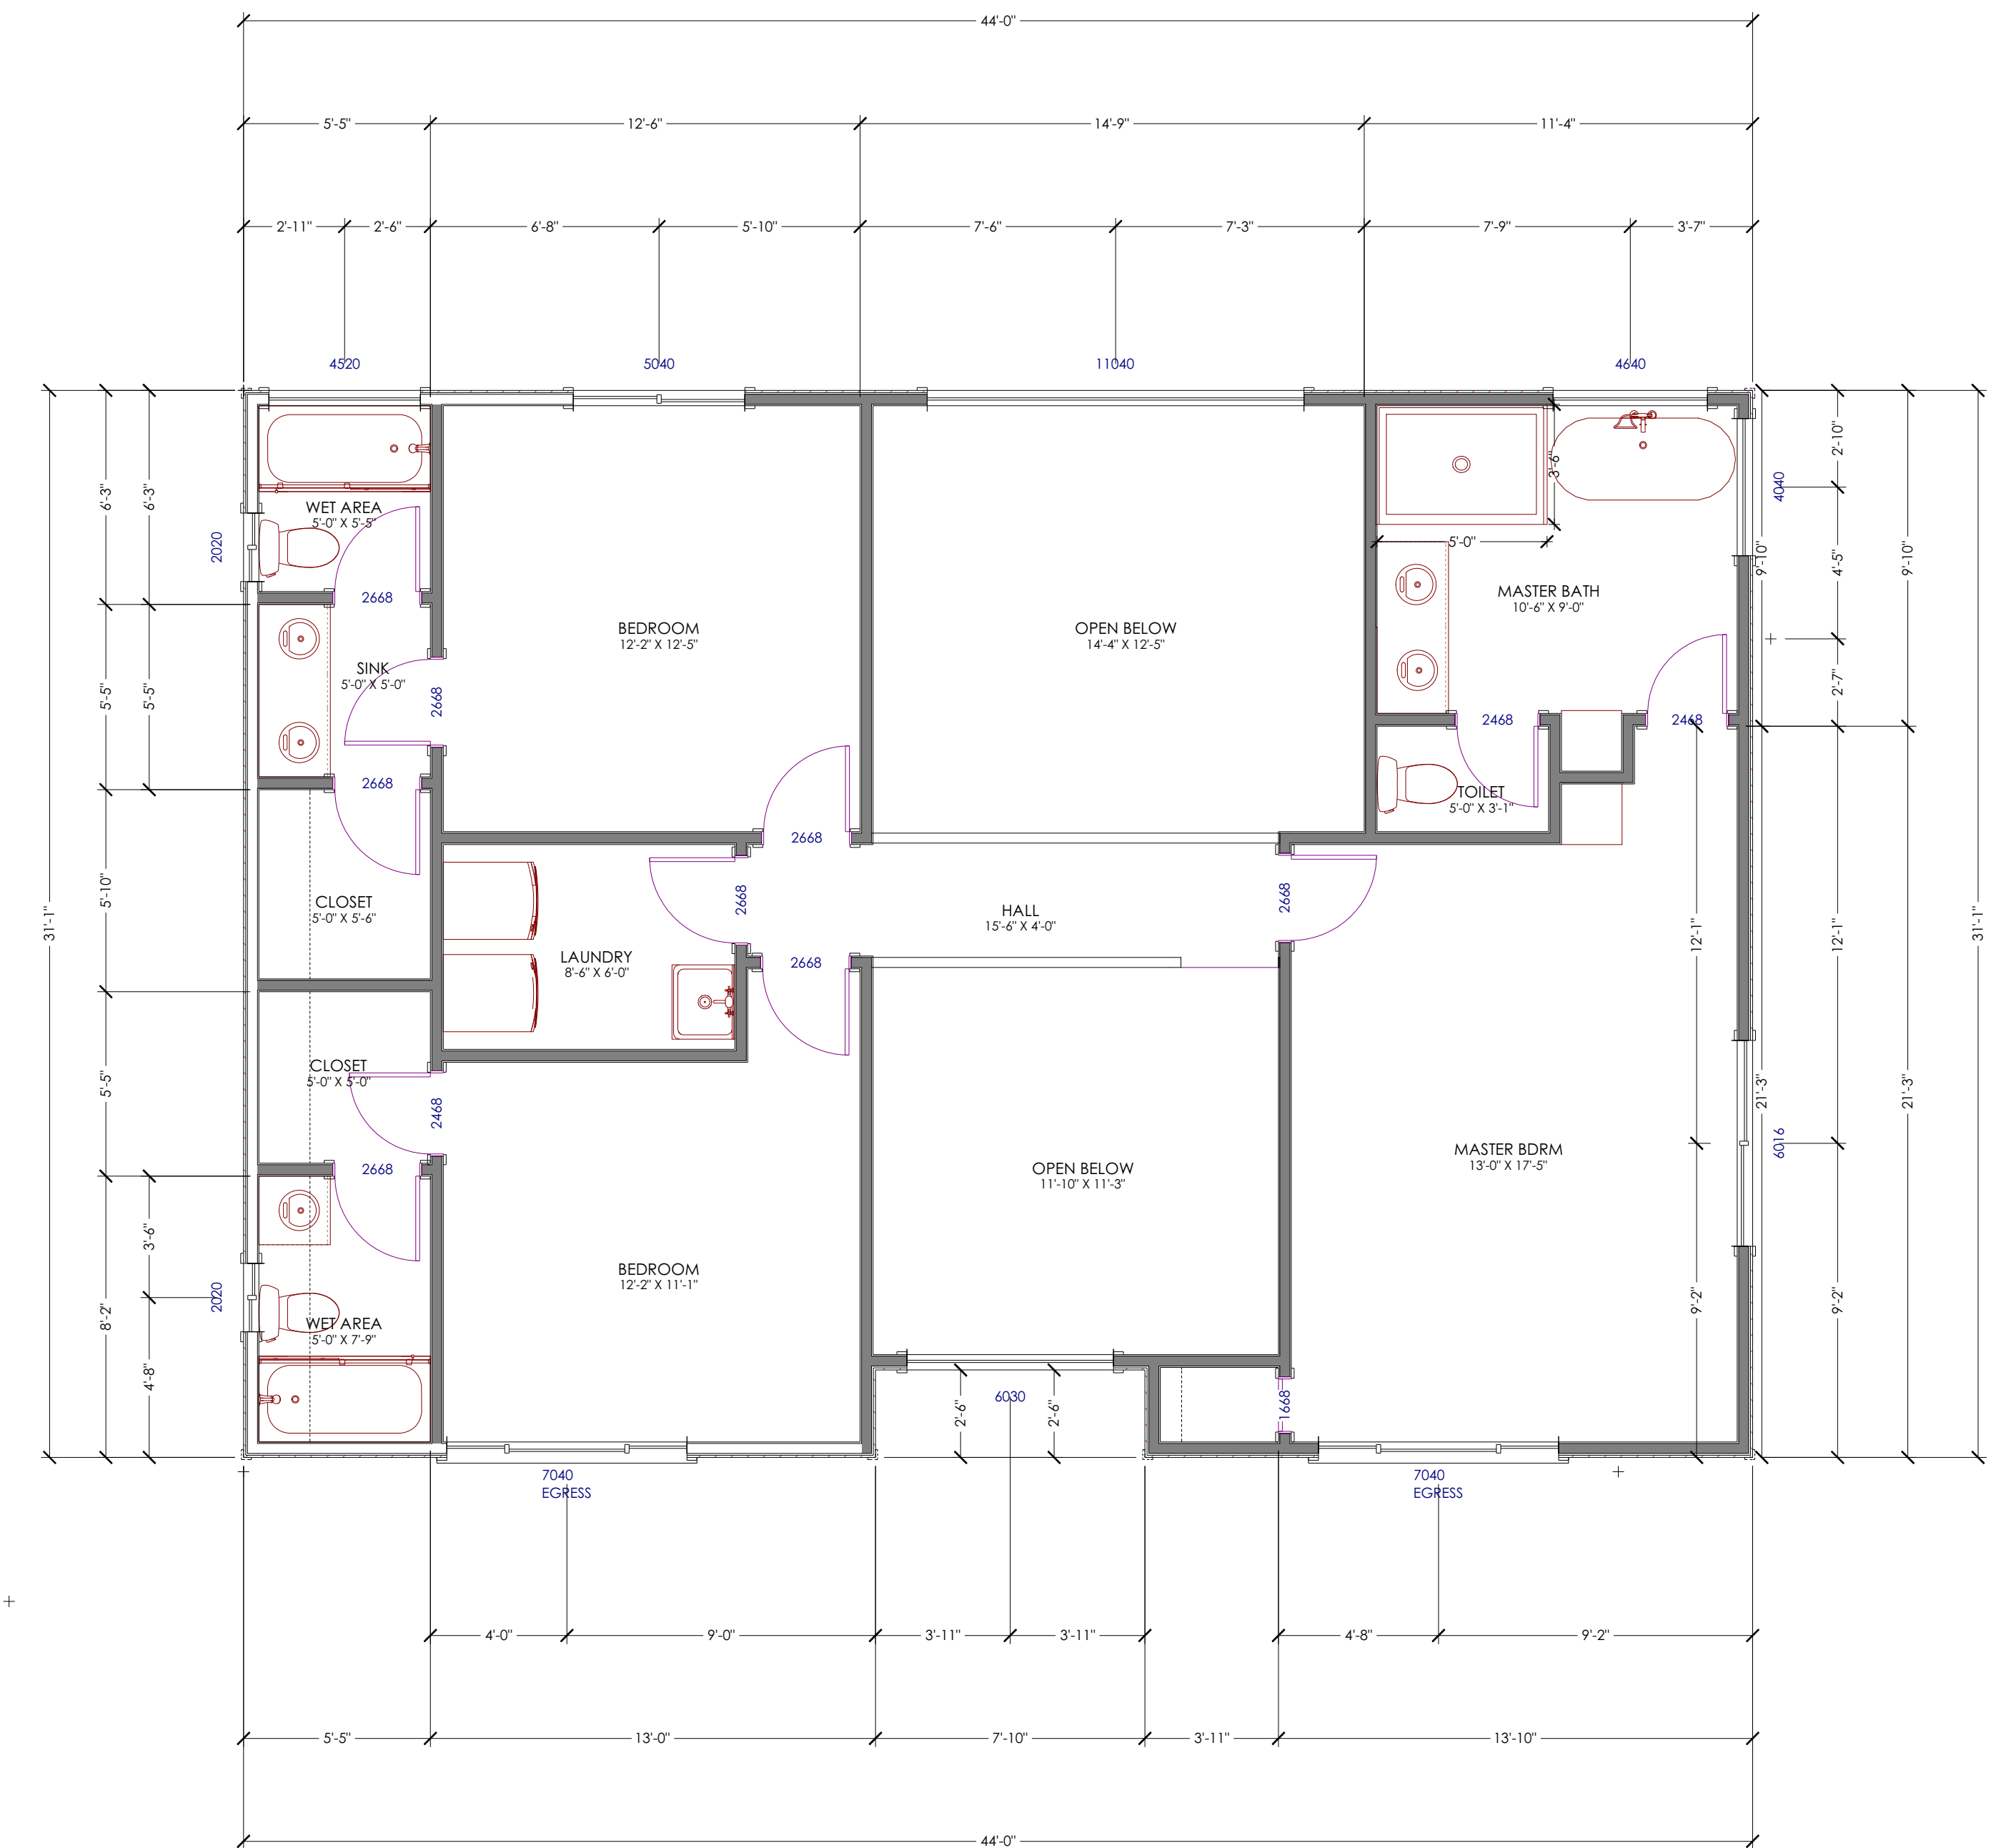 44'-0"
5'-5"
12'-6"
14'-9"
11'-4"
2'-11"
2'-6"
6'-8"
5'-10"
7'-6"
7'-3"
7'-9"
3'-7"
4520
5040
11040
4640
31'-1"
6'-3"
5'-5"
5'-10"
5'-5"
8'-2"
6'-3"
5'-5"
3'-6"
4'-8"
2020
2020
WET AREA
5'-0" X 5'-5"
2668
SINK
5'-0" X 5'-0"
2668
2668
CLOSET
5'-0" X 5'-6"
CLOSET
5'-0" X 5'-0"
2468
2668
WET AREA
5'-0" X 7'-9"
BEDROOM
12'-2" X 12'-5"
2668
LAUNDRY
8'-6" X 6'-0"
2668
2668
BEDROOM
12'-2" X 11'-1"
OPEN BELOW
14'-4" X 12'-5"
HALL
15'-6" X 4'-0"
2668
OPEN BELOW
11'-10" X 11'-3"
2'-6"
6030
2'-6"
1668
3'-6"
5'-0"
MASTER BATH
10'-6" X 9'-0"
2468
2468
TOILET
5'-0" X 3'-1"
MASTER BDRM
13'-0" X 17'-5"
12'-1"
9'-2"
9'-10"
21'-3"
4040
6016
2'-10"
4'-5"
2'-7"
12'-1"
9'-2"
9'-10"
21'-3"
31'-1"
7040
EGRESS
7040
EGRESS
4'-0"
9'-0"
3'-11"
3'-11"
4'-8"
9'-2"
5'-5"
13'-0"
7'-10"
3'-11"
13'-10"
44'-0"